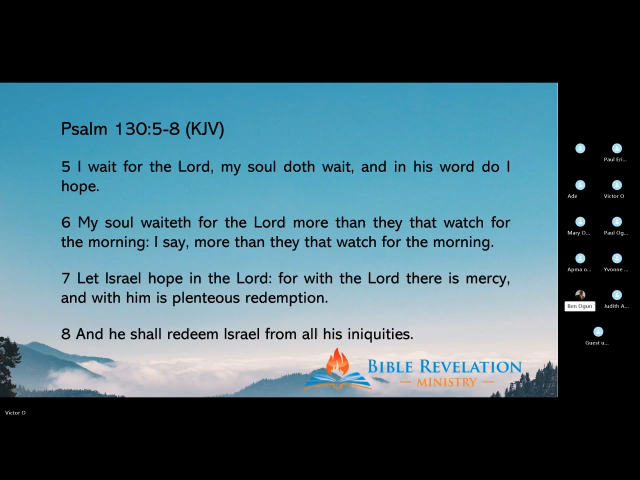 Psalm 130:5-8 (KJV)
5 I wait for the Lord, my soul doth wait, and in his word do I
hope.
6 My soul waiteth for the Lord more than they that watch for
the morning: I say, more than they that watch for the morning.
7 Let Israel hope in the Lord: for with the Lord there is mercy,
and with him is plenteous redemption.
8 And he shall redeem Israel from all his iniquities.
BIBLE REVELATION
— MINISTRY —
Victor O
Paul Eri...
Ade
Victor O
Mary O...
Paul Og...
Apma o...
Yvonne ...
Ben Ogun
Judith A...
Guest u...